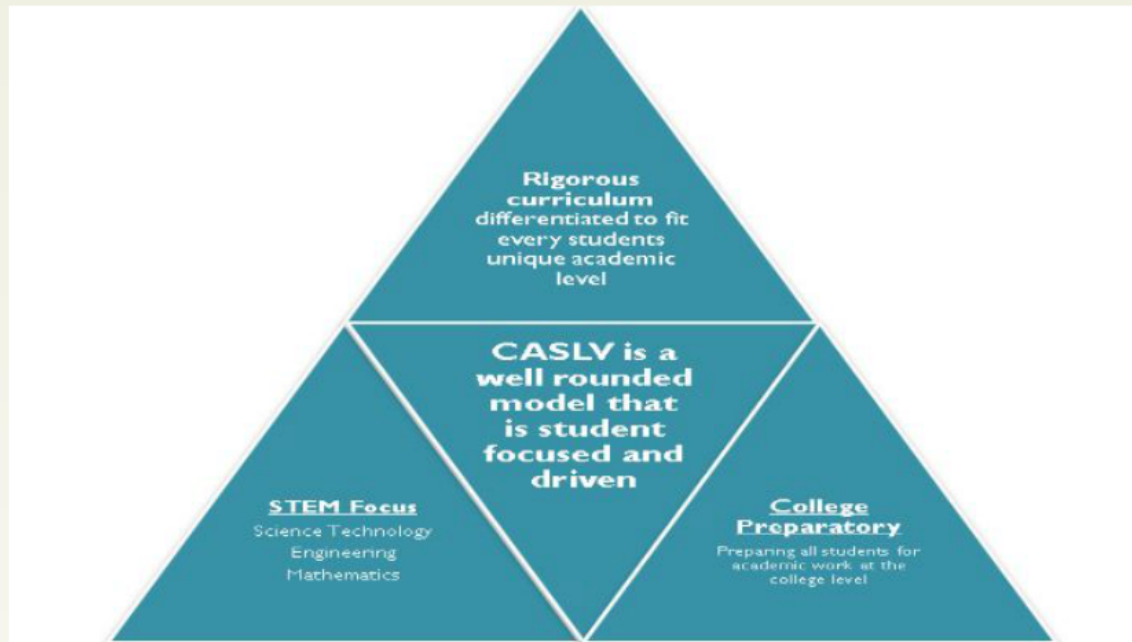 Rigorous
curriculum
differentiated to fit
every students
unique academic
level
CASLV is a
well rounded
model that
is student
focused and
driven
STEM Focus
Science Technology
Engineering
Mathematics
College
Preparatory
Preparing all students for
academic work at the
college level